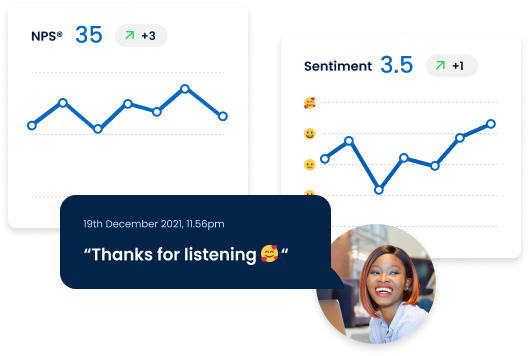 NPS® 35 +3
Sentiment 3.5 +1
19th December 2021, 11.56pm
“Thanks for listening 🥰“